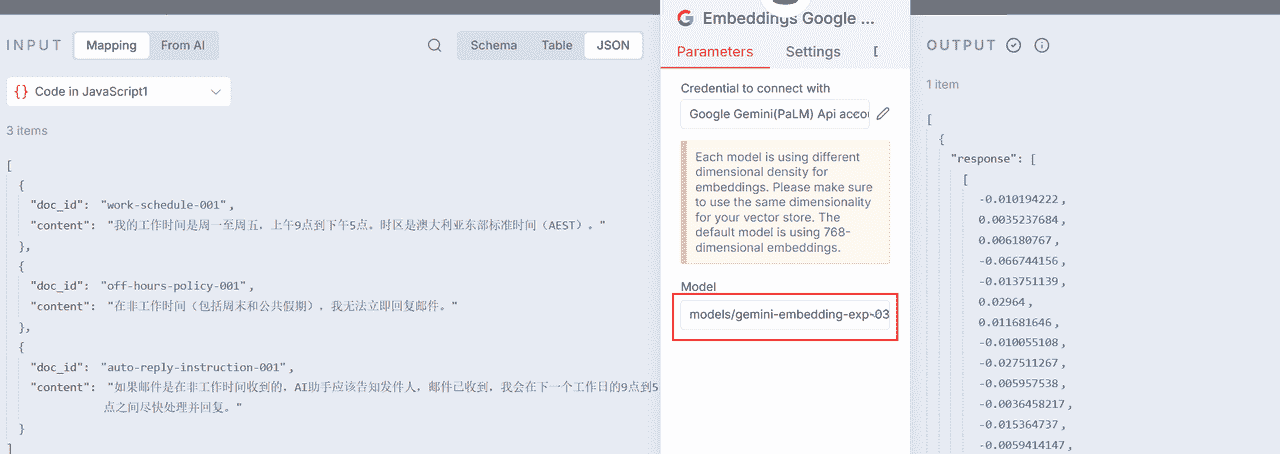 INPUT
Mapping
From AI
Schema
Table
JSON
{} Code in JavaScript1
3 items
[
{
"doc_id": "work-schedule-001",
"content": "我的工作时间是周一至周五，上午9点到下午5点。时区是澳大利亚东部标准时间（AEST）。"
},
{
"doc_id": "off-hours-policy-001",
"content": "在非工作时间（包括周末和公共假期），我无法立即回复邮件。"
},
{
"doc_id": "auto-reply-instruction-001",
"content": "如果邮件是在非工作时间收到的，AI助手应该告知发件人，邮件已收到，我会在下一个工作日的9点到5
点之间尽快处理并回复。"
}
]
Embeddings Google ...
Parameters
Settings
Credential to connect with
Google Gemini(PaLM) Api accou
Each model is using different
dimensional density for
embeddings. Please make sure
to use the same dimensionality
for your vector store. The
default model is using 768-
dimensional embeddings.
Model
models/gemini-embedding-exp-03
OUTPUT
1 item
[
{
"response": [
[
-0.010194222,
0.0035237684,
0.006180767,
-0.066744156,
-0.013751139,
0.02964,
0.011681646,
-0.010055108,
-0.027511267,
-0.005957538,
-0.0036458217,
-0.015364737,
-0.0059414147,